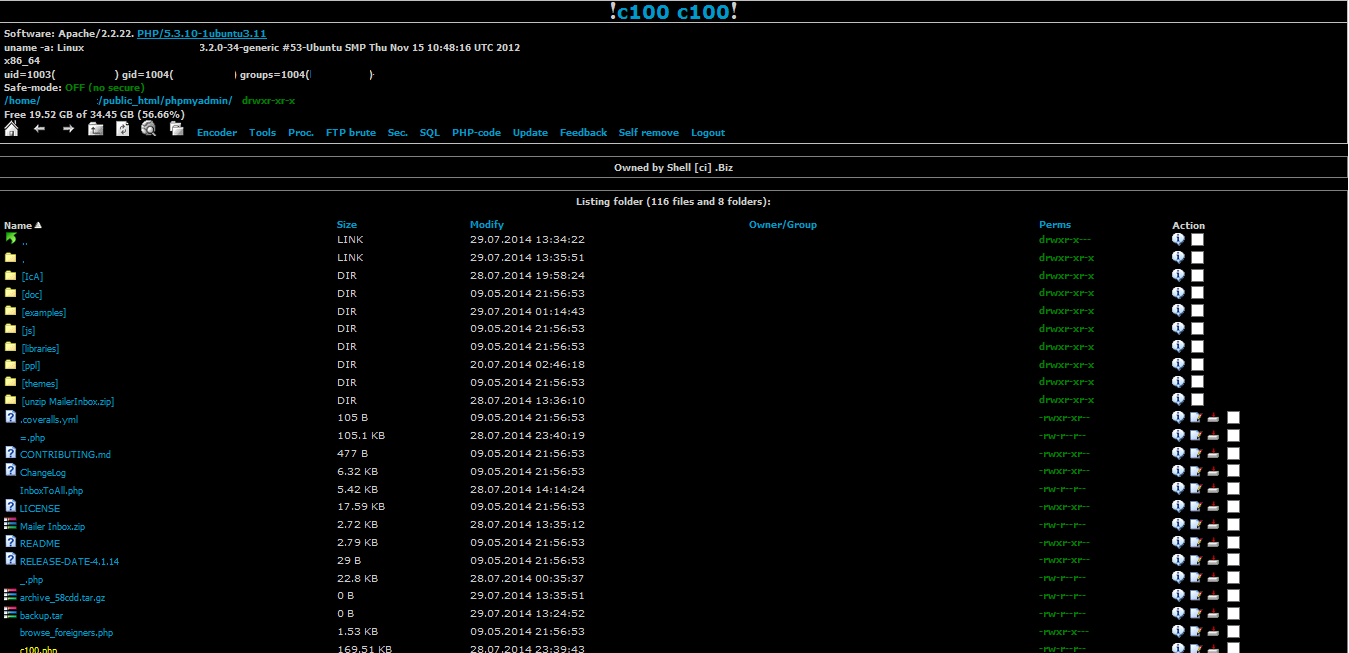 !c100 c100!
Software: Apache/2.2.22. PHP/5.3.10-1ubuntu3.11
uname -a: Linux 3.2.0-34-generic #53-Ubuntu SMP Thu Nov 15 10:48:16 UTC 2012
x86_64
uid=1003( ) gid=1004( ) groups=1004( )
Safe-mode: OFF (no secure)
/home/ :/public_html/phpmyadmin/ drwxr-xr-x
Free 19.52 GB of 34.45 GB (56.66%)
Encoder Tools Proc. FTP brute Sec. SQL PHP-code Update Feedback Self remove Logout
Owned by Shell [ci] .Biz
Listing folder (116 files and 8 folders):
Name Size Modify Owner/Group Perms Action
.. LINK 29.07.2014 13:34:22 drwxr-x---
. LINK 29.07.2014 13:35:51 drwxr-xr-x
[IcA] DIR 28.07.2014 19:58:24 drwxr-xr-x
[doc] DIR 09.05.2014 21:56:53 drwxr-xr-x
[examples] DIR 29.07.2014 01:14:43 drwxr-xr-x
[js] DIR 09.05.2014 21:56:53 drwxr-xr-x
[libraries] DIR 09.05.2014 21:56:53 drwxr-xr-x
[ppl] DIR 20.07.2014 02:46:18 drwxr-xr-x
[themes] DIR 09.05.2014 21:56:53 drwxr-xr-x
[unzip MailerInbox.zip] DIR 28.07.2014 13:36:10 drwxr-xr-x
.coveralls.yml 105 B 09.05.2014 21:56:53 -rwxr-xr--
=.php 105.1 KB 28.07.2014 23:40:19 -rw-r--r--
CONTRIBUTING.md 477 B 09.05.2014 21:56:53 -rwxr-xr--
ChangeLog 6.32 KB 09.05.2014 21:56:53 -rwxr-xr--
InboxToAll.php 5.42 KB 28.07.2014 14:14:24 -rw-r--r--
LICENSE 17.59 KB 09.05.2014 21:56:53 -rwxr-xr--
Mailer Inbox.zip 2.72 KB 28.07.2014 13:35:12 -rw-r--r--
README 2.79 KB 09.05.2014 21:56:53 -rwxr-xr--
RELEASE-DATE-4.1.14 29 B 09.05.2014 21:56:53 -rwxr-xr--
_.php 22.8 KB 28.07.2014 00:35:37 -rw-r--r--
archive_58cdd.tar.gz 0 B 29.07.2014 13:35:51 -rw-r--r--
backup.tar 0 B 29.07.2014 13:24:52 -rw-r--r--
browse_foreigners.php 1.53 KB 09.05.2014 21:56:53 -rwxr-x---
c100.php 169.51 KB 28.07.2014 23:39:43 -rw-r--r--